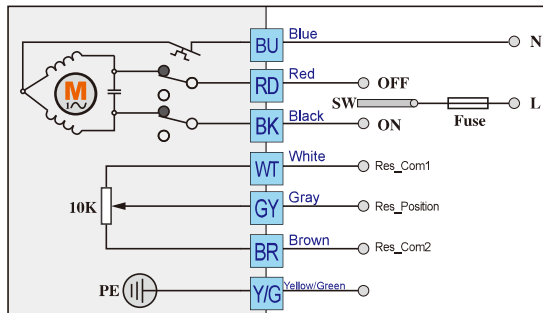 BU Blue N
M
1
RD Red OFF
SW Fuse L
BK Black ON
WT White Res_Com1
10K GY Gray Res_Position
BR Brown Res_Com2
PE Y/G Yellow/Green